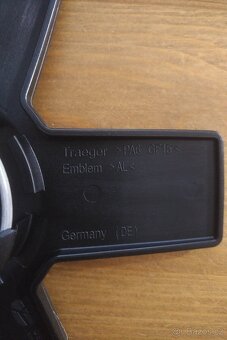 Traeger >PA6 GF15<
Emblem >AL<
Germany (DE)